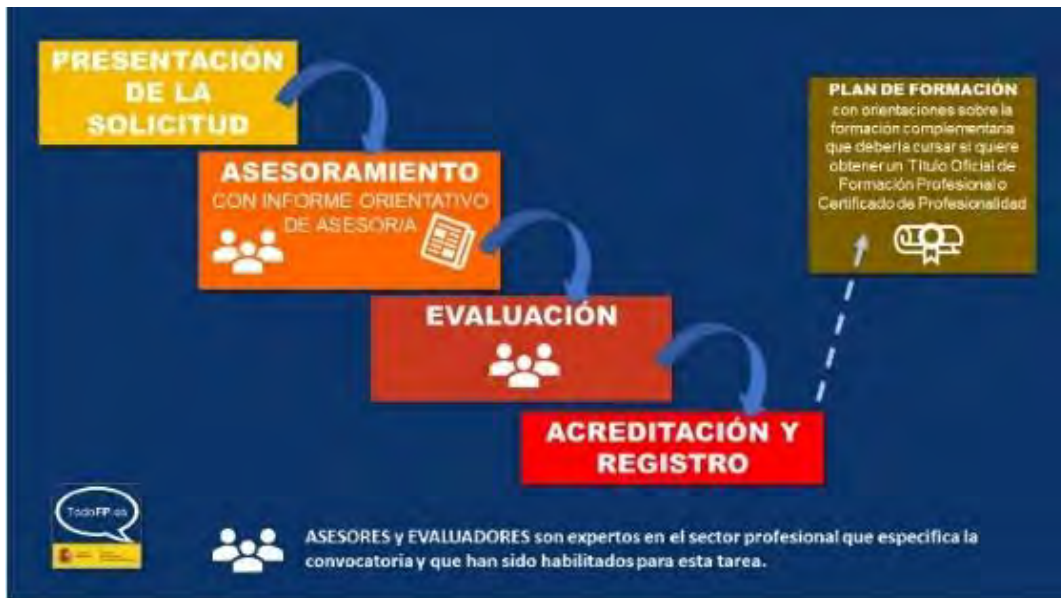 PRESENTACIÓN
DE LA
SOLICITUD
ASESORAMIENTO
CON INFORME ORIENTATIVO
DE ASESOR/A
EVALUACIÓN
ACREDITACIÓN Y
REGISTRO
PLAN DE FORMACIÓN
con orientaciones sobre la
formación complementaria
que debería cursar si quiere
obtener un Título Oficial de
Formación Profesional o
Certificado de Profesionalidad
TodoFP.es
ASESORES y EVALUADORES son expertos en el sector profesional que especifica la
convocatoria y que han sido habilitados para esta tarea.